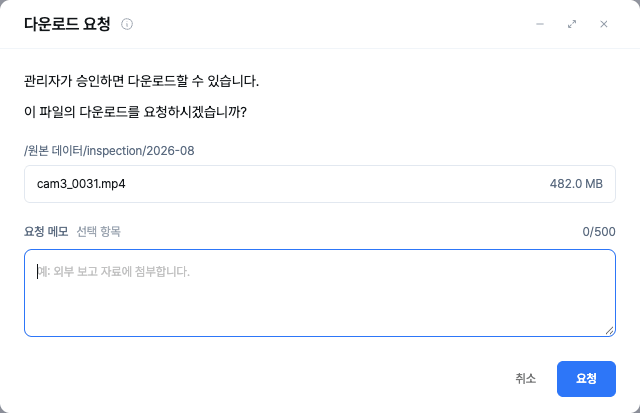 다운로드 요청
관리자가 승인하면 다운로드할 수 있습니다.
이 파일의 다운로드를 요청하시겠습니까?
/원본 데이터/inspection/2026-08
cam3_0031.mp4 482.0 MB
요청 메모 선택 항목 0/500
예: 외부 보고 자료에 첨부합니다.
취소 요청